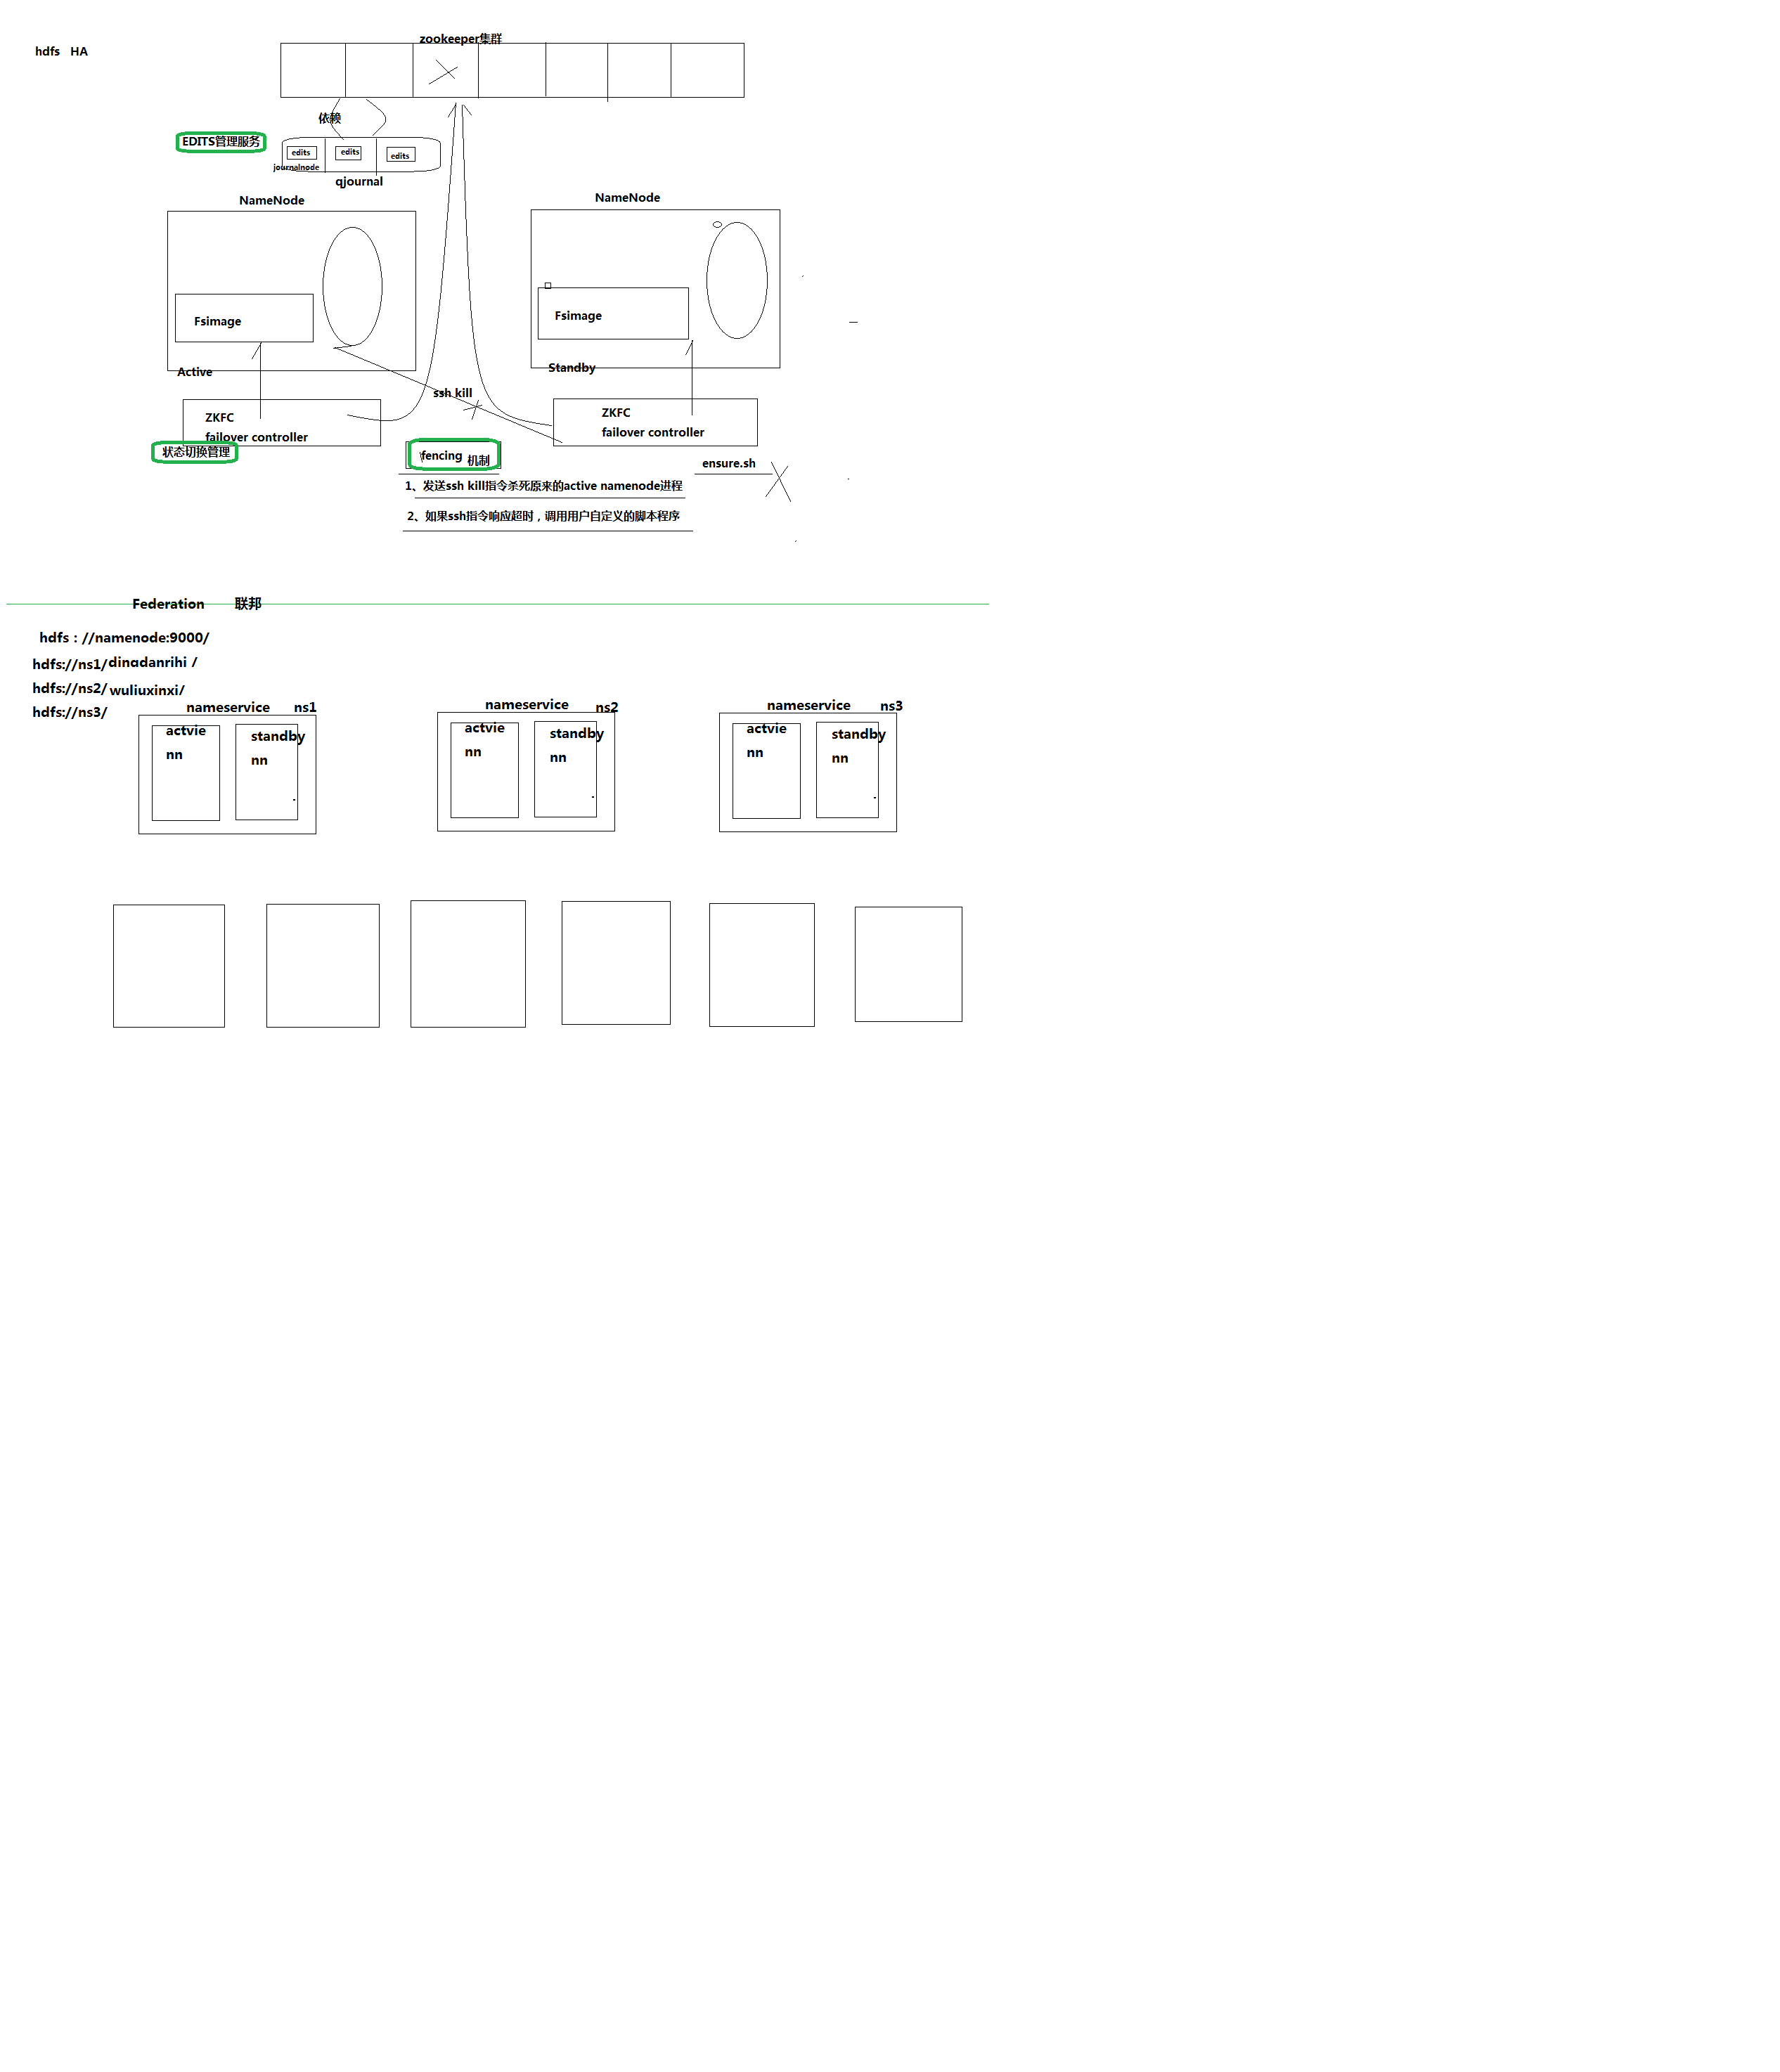 hdfs HA
zookeeper集群
依赖
EDITS管理服务
edits
edits
edits
journalnode
qjournal
NameNode
NameNode
Fsimage
Fsimage
Active
Standby
ssh kill
ZKFC
failover controller
ZKFC
failover controller
状态切换管理
fencing 机制
ensure.sh
1、发送ssh kill指令杀死原来的active namenode进程
2、如果ssh指令响应超时，调用用户自定义的脚本程序
Federation 联邦
hdfs：//namenode:9000/
hdfs://ns1/dingdanrihi /
hdfs://ns2/ wuliuxinxi/
hdfs://ns3/
nameservice ns1
actvie
nn
standby
nn
nameservice ns2
actvie
nn
standby
nn
nameservice ns3
actvie
nn
standby
nn